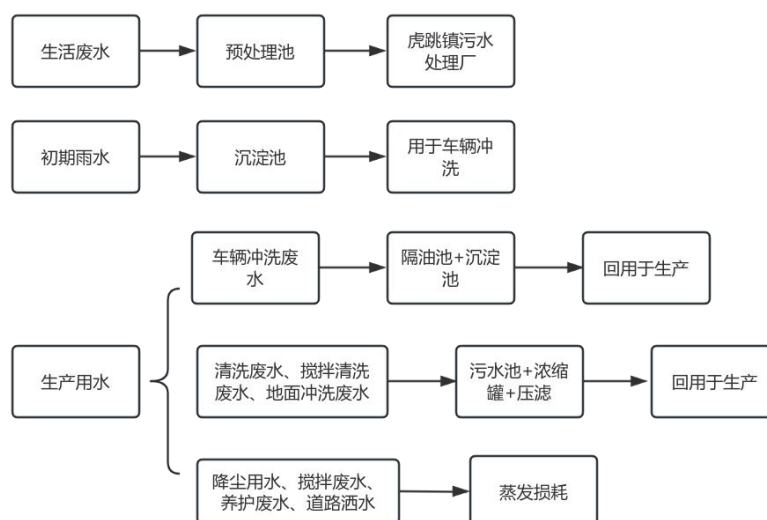 生活废水
预处理池
虎跳镇污水
处理厂
初期雨水
沉淀池
用于车辆冲
洗
车辆冲洗废
水
隔油池+沉淀
池
回用于生产
生产用水
清洗废水、搅拌清洗
废水、地面冲洗废水
污水池+浓缩
罐+压滤
回用于生产
降尘用水、搅拌废水、
养护废水、道路洒水
蒸发损耗